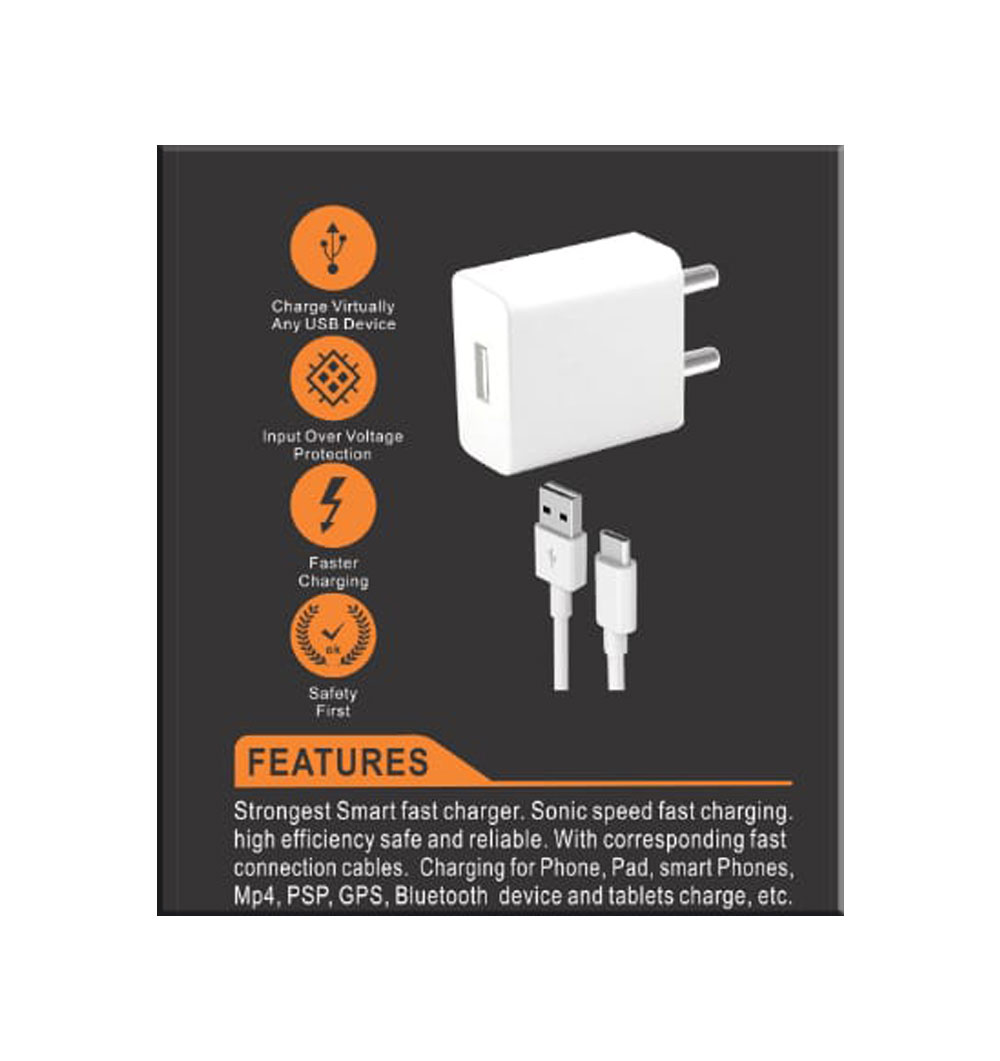 Charge Virtually
Any USB Device
Input Over Voltage
Protection
Faster
Charging
OK
Safety
First
FEATURES
Strongest Smart fast charger. Sonic speed fast charging.
high efficiency safe and reliable. With corresponding fast
connection cables. Charging for Phone, Pad, smart Phones,
Mp4, PSP, GPS, Bluetooth device and tablets charge, etc.